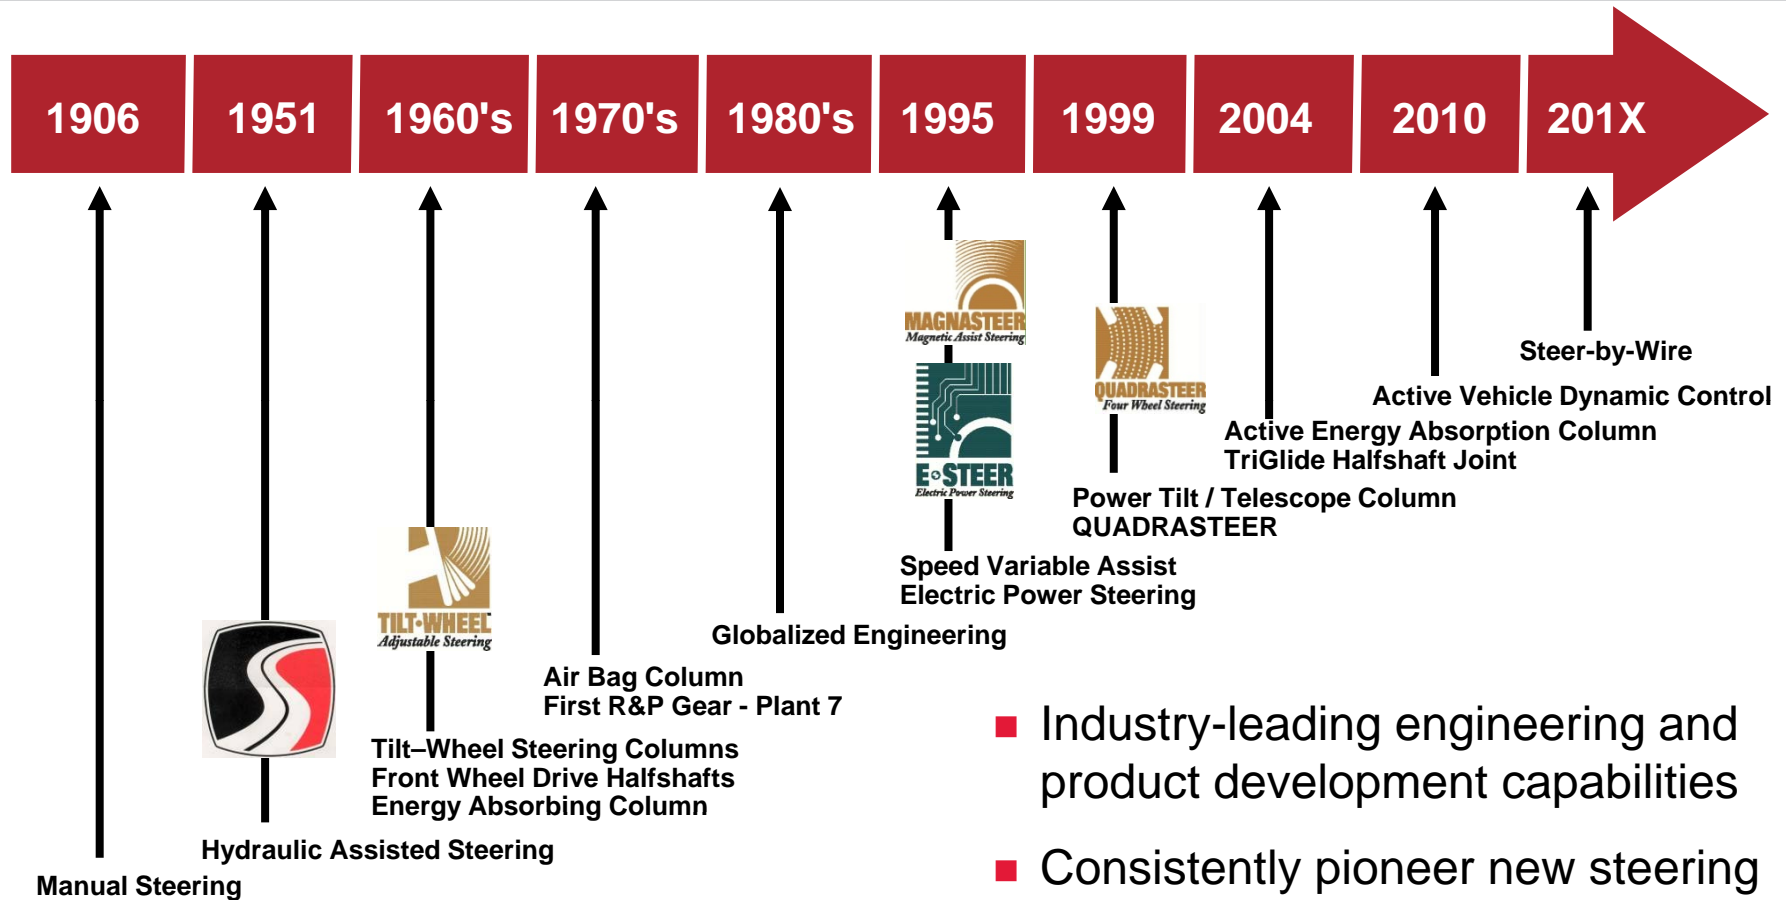 1906
1951
1960's
1970's
1980's
1995
1999
2004
2010
201X
MAGNASTEER
Magnetic Assist Steering
E•STEER
Electric Power Steering
QUADRASTEER
Four Wheel Steering
TILT•WHEEL
Adjustable Steering
Steer-by-Wire
Active Vehicle Dynamic Control
Active Energy Absorption Column
TriGlide Halfshaft Joint
Power Tilt / Telescope Column
QUADRASTEER
Speed Variable Assist
Electric Power Steering
Globalized Engineering
Air Bag Column
First R&P Gear - Plant 7
Tilt–Wheel Steering Columns
Front Wheel Drive Halfshafts
Energy Absorbing Column
Hydraulic Assisted Steering
Manual Steering
■ Industry-leading engineering and
product development capabilities
■ Consistently pioneer new steering